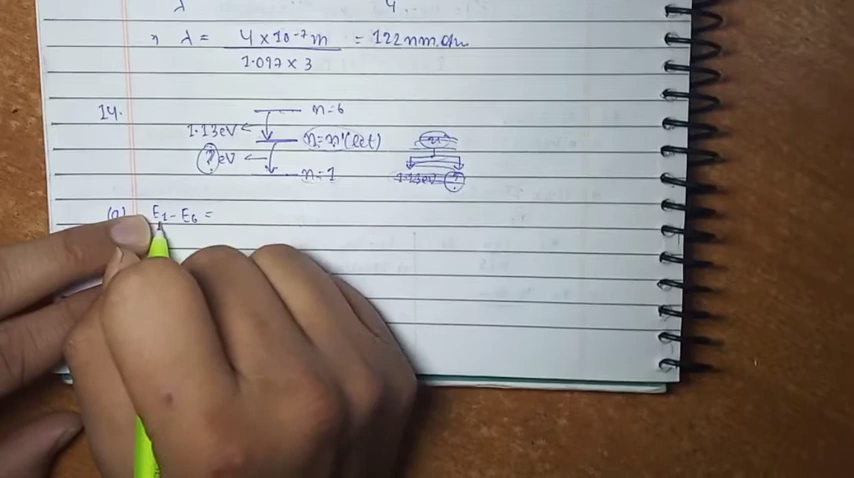 λ 4
⇒ λ = 4 × 10⁻⁷ m / 1.097 × 3 = 122 nm.
14.
n=6
1.13eV ←
n=n'(let)
? eV ←
n=1
1.13eV ?
(a) E₁ - E₆ =